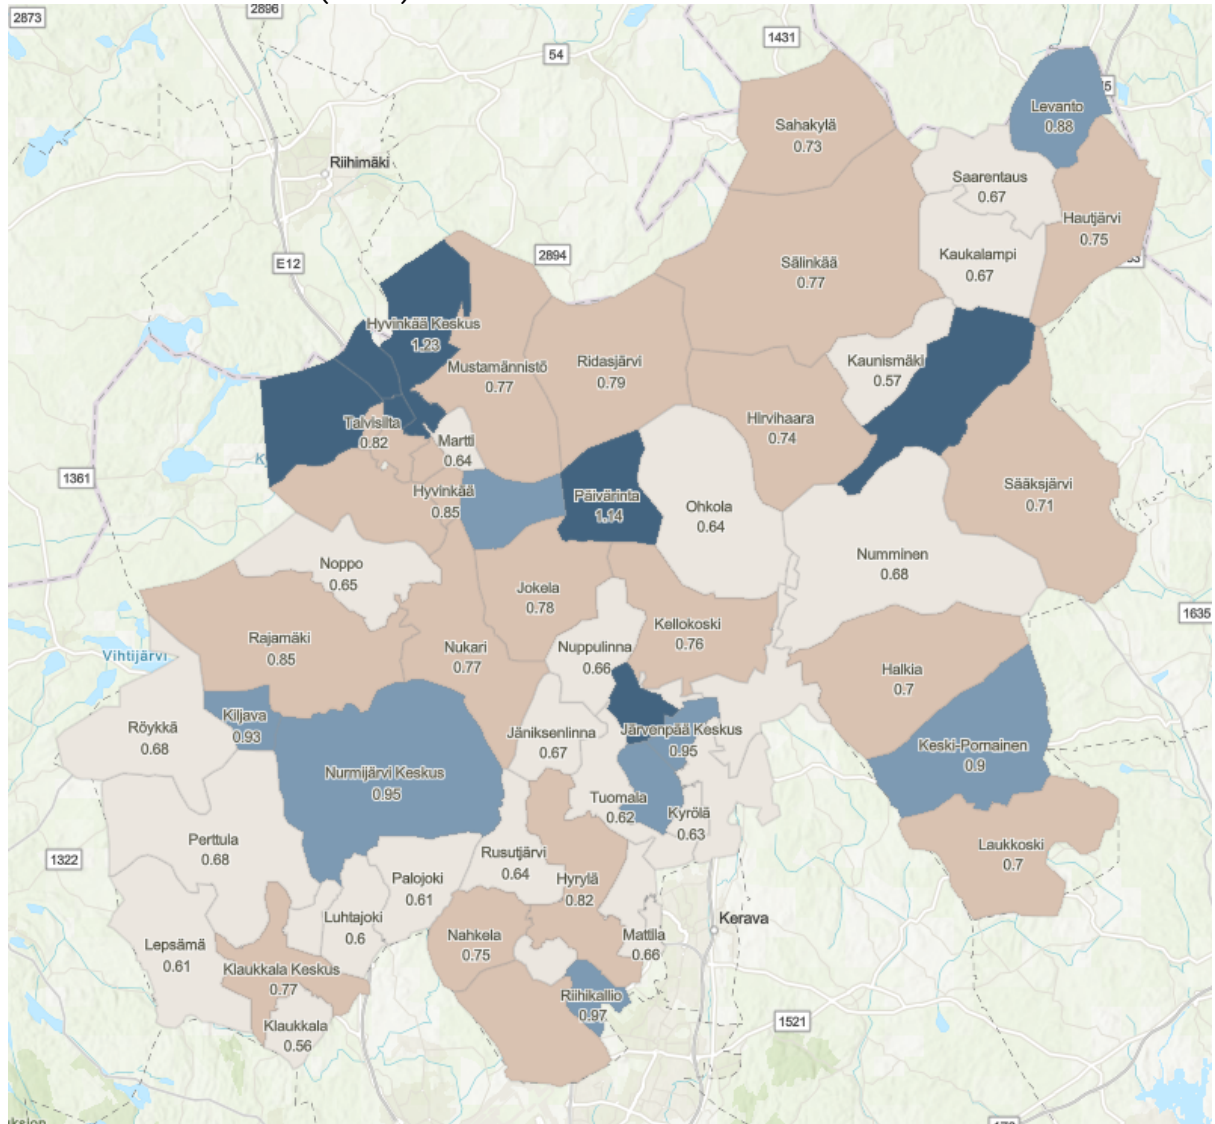 2873
2896
54
1431
Levanto
0.88
Sahakylä
0.73
Riihimäki
Saarentaus
0.67
Hautjärvi
0.75
2894
E12
Sälinkää
0.77
Kaukalampi
0.67
Hyvinkää Keskus
1.23
Mustamännistö
0.77
Ridasjärvi
0.79
Kaunismäki
0.57
Talvisilta
0.82
Martti
0.64
Hirvihaara
0.74
1361
Hyvinkää
0.85
Päivärinta
1.14
Ohkola
0.64
Sääksjärvi
0.71
Noppo
0.65
Numminen
0.68
Jokela
0.78
1635
Rajamäki
0.85
Vihtijärvi
Nukari
0.77
Nuppulinna
0.66
Kellokoski
0.76
Halkia
0.7
Röykkä
0.68
Kiljava
0.93
Jäniksenlinna
0.67
Järvenpää Keskus
0.95
Keski-Pornainen
0.9
Nurmijärvi Keskus
0.95
Tuomala
0.62
Kyrölä
0.63
Perttula
0.68
1322
Rusutjärvi
0.64
Laukkoski
0.7
Palojoki
0.61
Hyrylä
0.82
Luhtajoki
0.6
Kerava
Lepsämä
0.61
Nahkela
0.75
Mattila
0.66
Klaukkala Keskus
0.77
Riihikallio
0.97
Klaukkala
0.56
1521